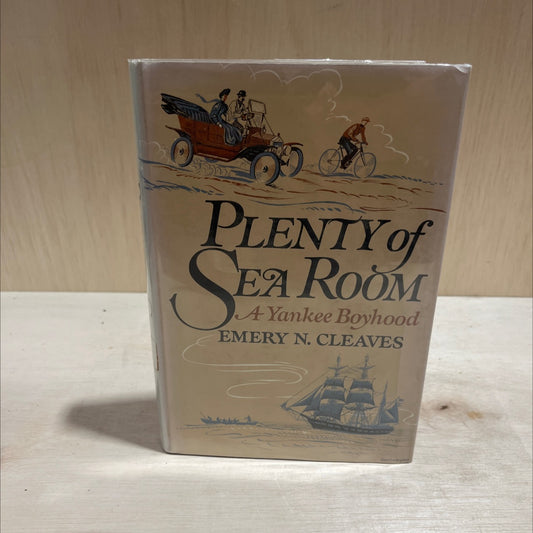 PLENTY of
SEA ROOM
A Yankee Boyhood
EMERY N. CLEAVES